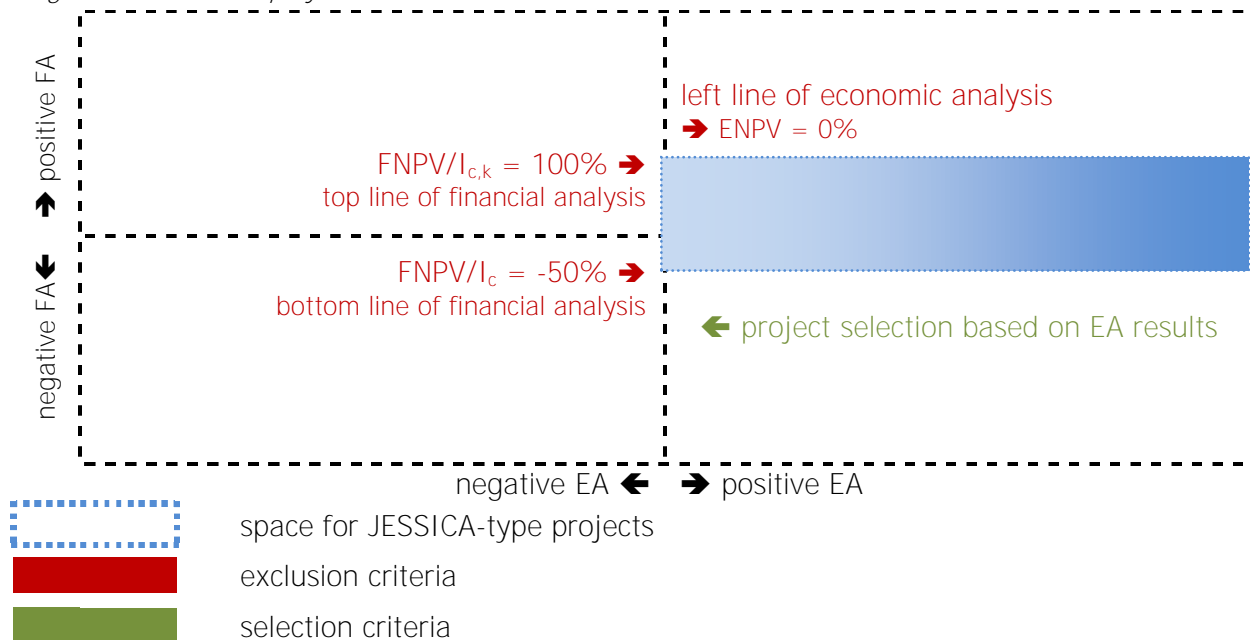 ➔ positive FA
negative FA ➔
left line of economic analysis
➔ ENPV = 0%
FNPV/Ic,k = 100% ➔
top line of financial analysis
FNPV/Ic = -50% ➔
bottom line of financial analysis
🡸 project selection based on EA results
negative EA 🡸 ➔ positive EA
space for JESSICA-type projects
exclusion criteria
selection criteria